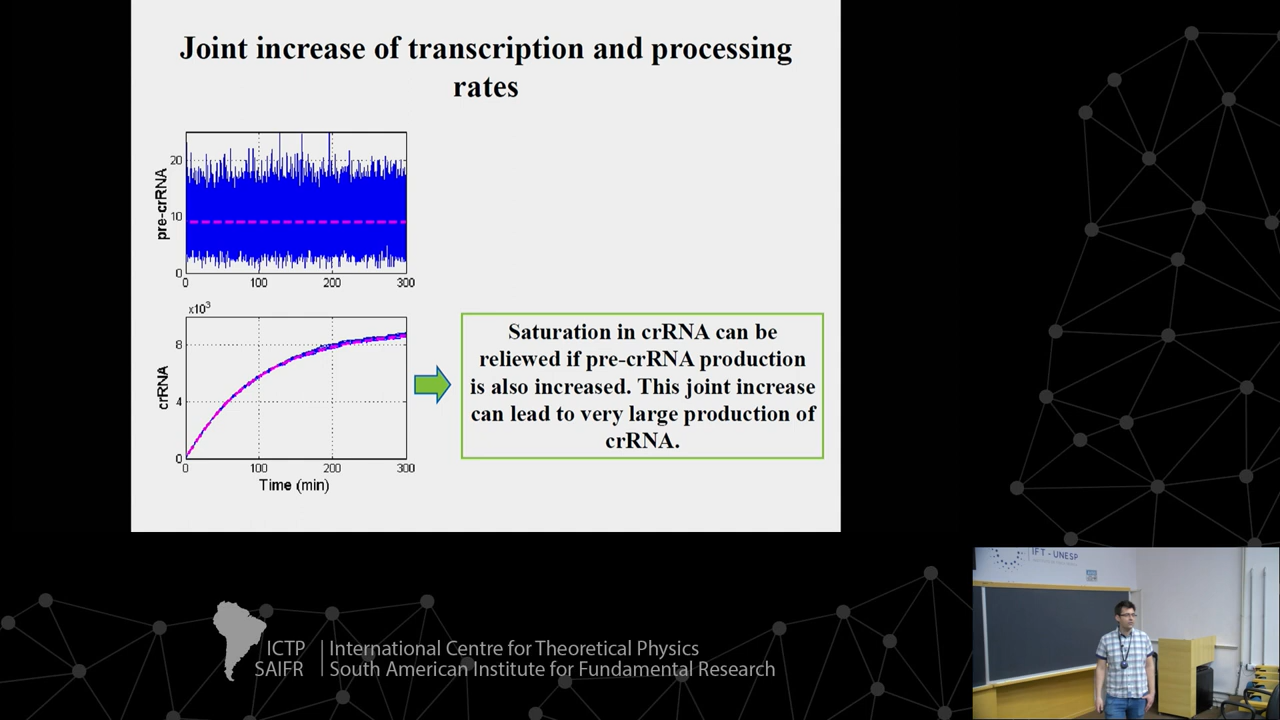 Joint increase of transcription and processing
rates
pre-crRNA
20
10
0
0 100 200 300
x10³
crRNA
8
4
0
0 100 200 300
Time (min)
Saturation in crRNA can be
reliewed if pre-crRNA production
is also increased. This joint increase
can lead to very large production of
crRNA.
IFT - UNESP
ICTP
SAIFR
International Centre for Theoretical Physics
South American Institute for Fundamental Research